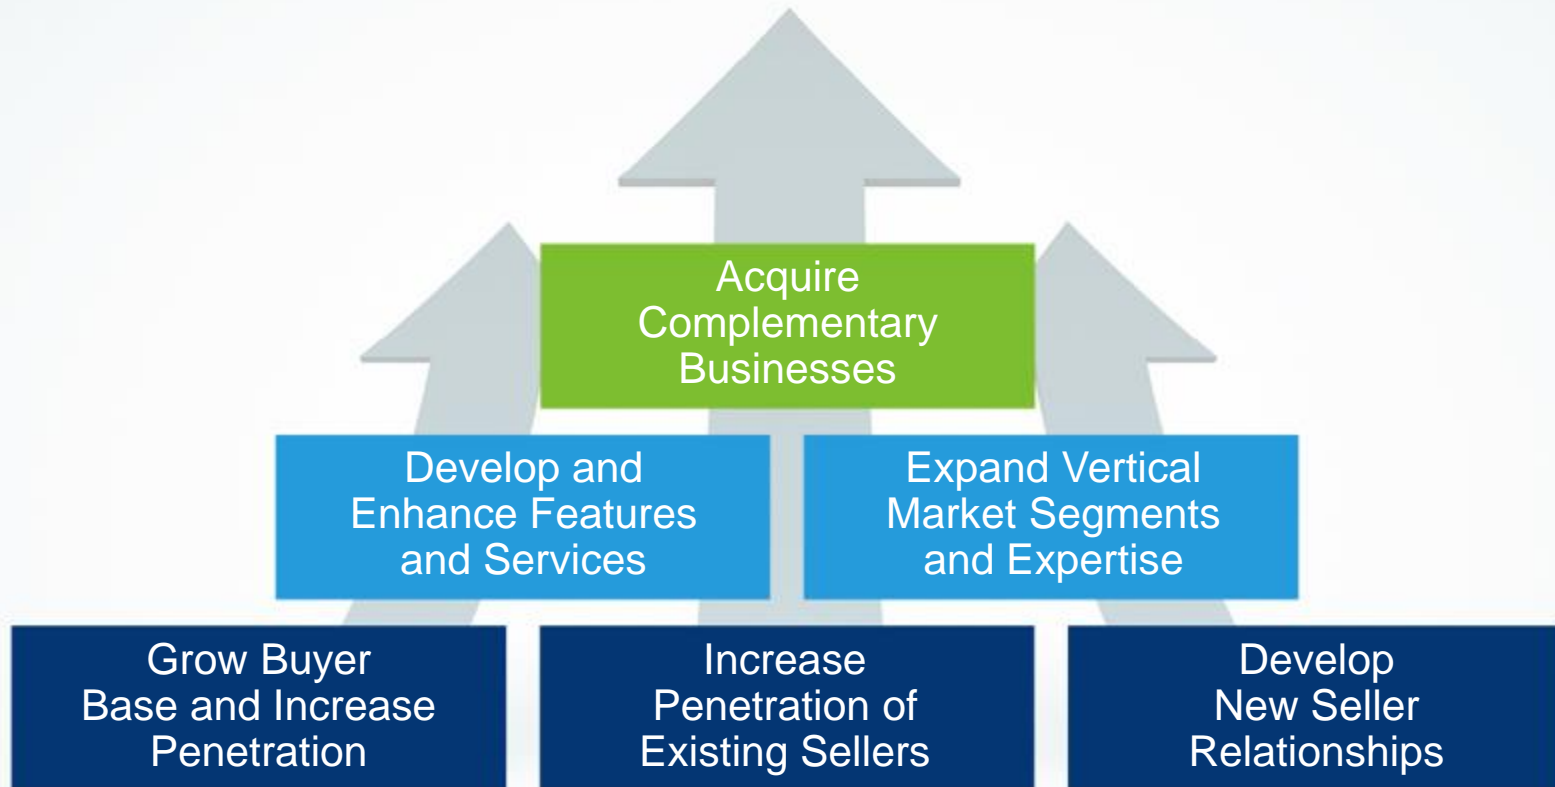 Acquire
Complementary
Businesses
Develop and
Enhance Features
and Services
Expand Vertical
Market Segments
and Expertise
Grow Buyer
Base and Increase
Penetration
Increase
Penetration of
Existing Sellers
Develop
New Seller
Relationships